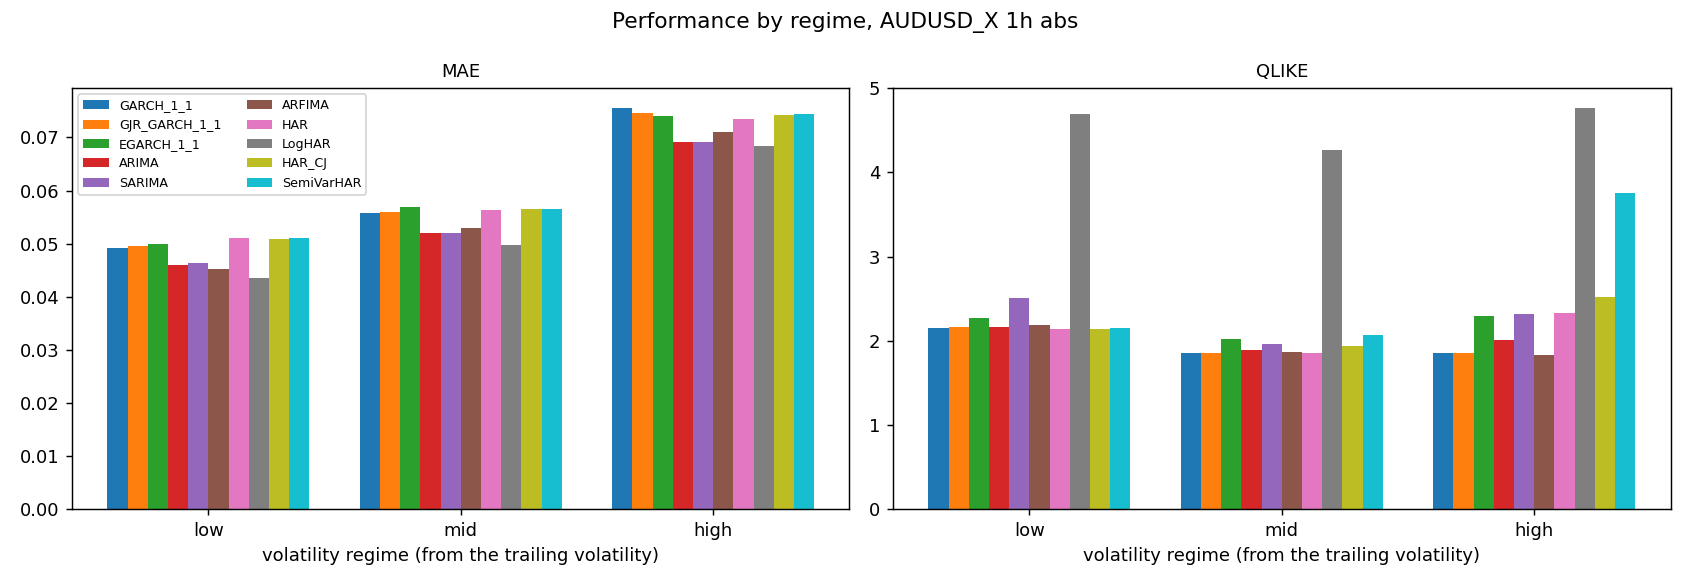 Performance by regime, AUDUSD_X 1h abs
MAE
GARCH_1_1
GJR_GARCH_1_1
EGARCH_1_1
ARIMA
SARIMA
ARFIMA
HAR
LogHAR
HAR_CJ
SemiVarHAR
0.07
0.06
0.05
0.04
0.03
0.02
0.01
0.00
low mid high
volatility regime (from the trailing volatility)
QLIKE
5
4
3
2
1
0
low mid high
volatility regime (from the trailing volatility)